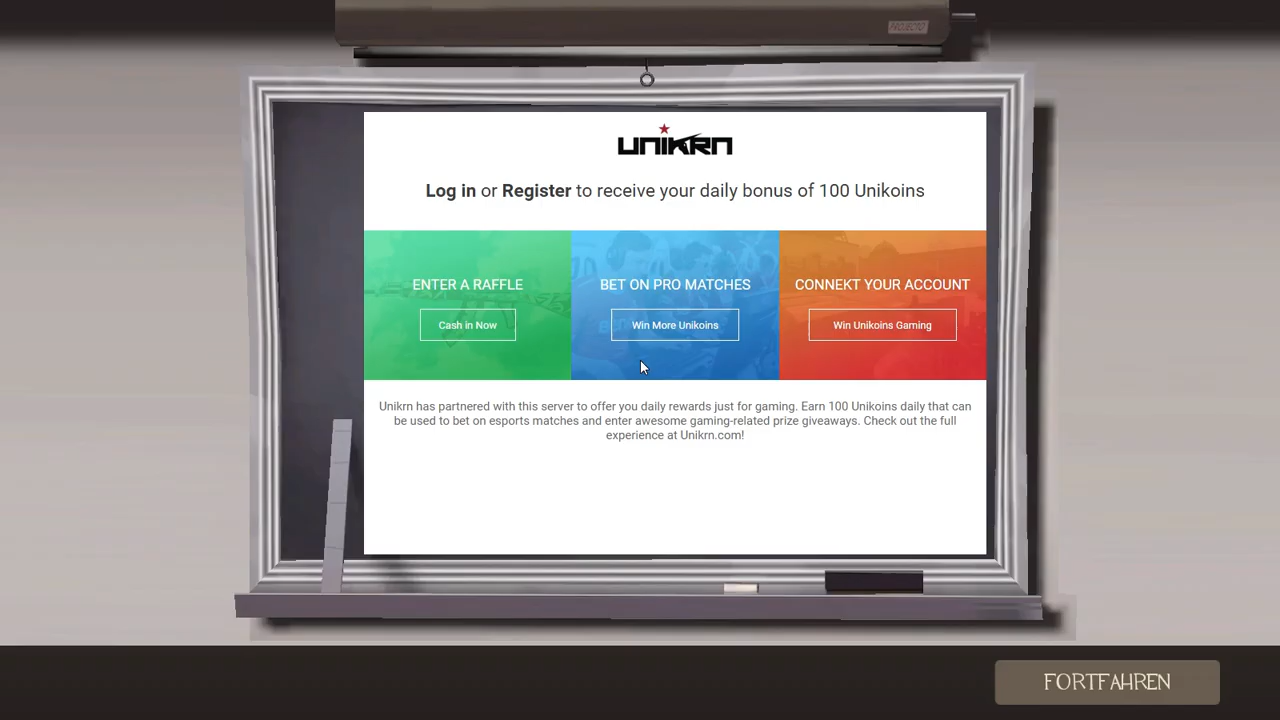 PROJECTO
UNIKRN
Log in or Register to receive your daily bonus of 100 Unikoins
ENTER A RAFFLE
Cash in Now
BET ON PRO MATCHES
Win More Unikoins
CONNEKT YOUR ACCOUNT
Win Unikoins Gaming
Unikrn has partnered with this server to offer you daily rewards just for gaming. Earn 100 Unikoins daily that can
be used to bet on esports matches and enter awesome gaming-related prize giveaways. Check out the full
experience at Unikrn.com!
FORTFAHREN